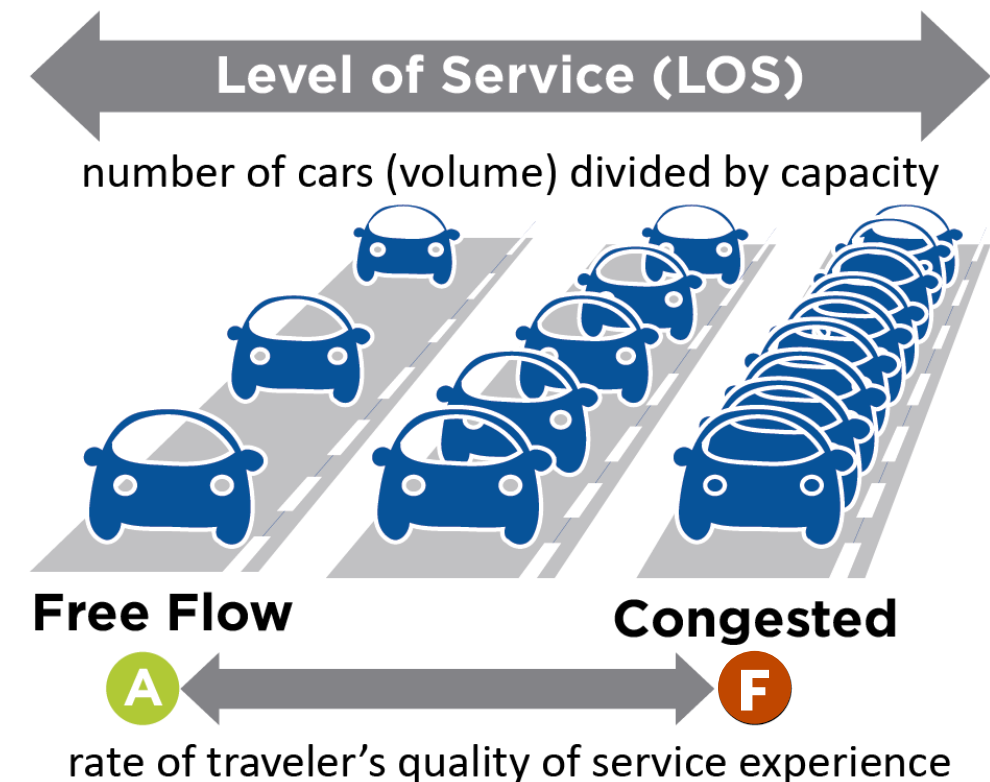 Level of Service (LOS)
number of cars (volume) divided by capacity
Free Flow
Congested
A
F
rate of traveler’s quality of service experience